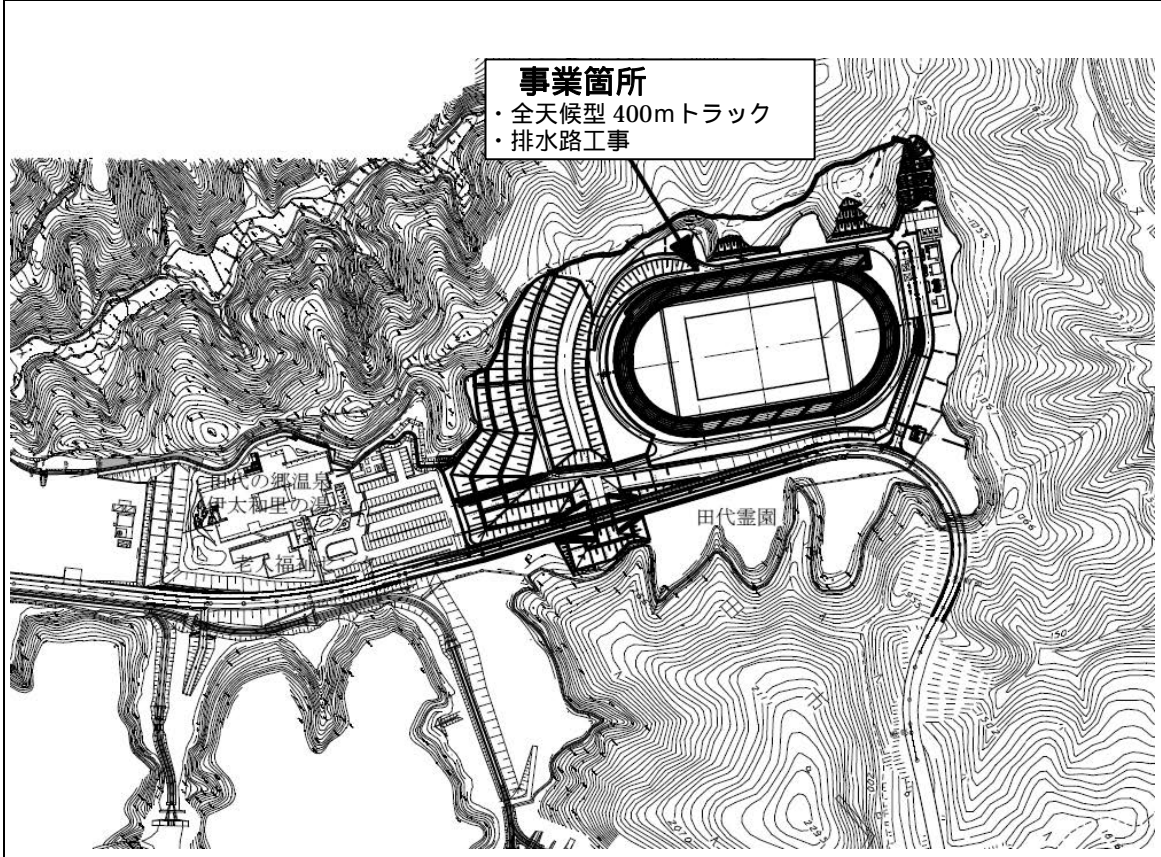 事業箇所
・全天候型 400mトラック
・排水路工事
田代の郷温泉
伊太和里の湯
田代霊園
老人福祉
150
200